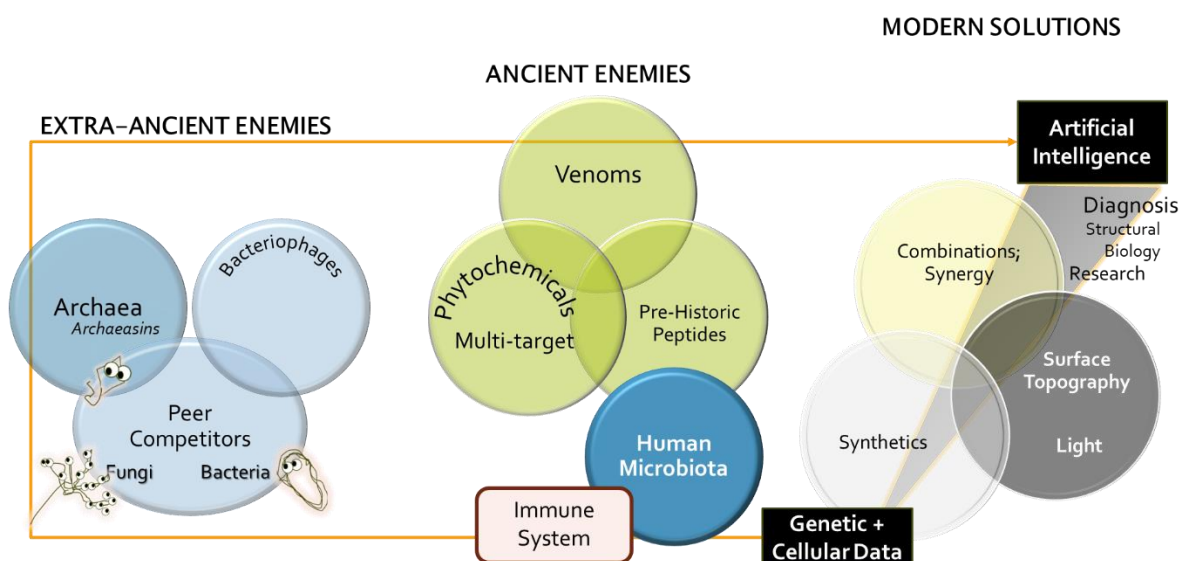 MODERN SOLUTIONS
ANCIENT ENEMIES
EXTRA-ANCIENT ENEMIES
Archaea
Archaeasins
Bacteriophages
Peer
Competitors
Fungi
Bacteria
Venoms
Phytochemicals
Multi-target
Pre-Historic
Peptides
Human
Microbiota
Immune
System
Artificial
Intelligence
Diagnosis
Structural
Biology
Research
Combinations;
Synergy
Surface
Topography
Light
Synthetics
Genetic +
Cellular Data